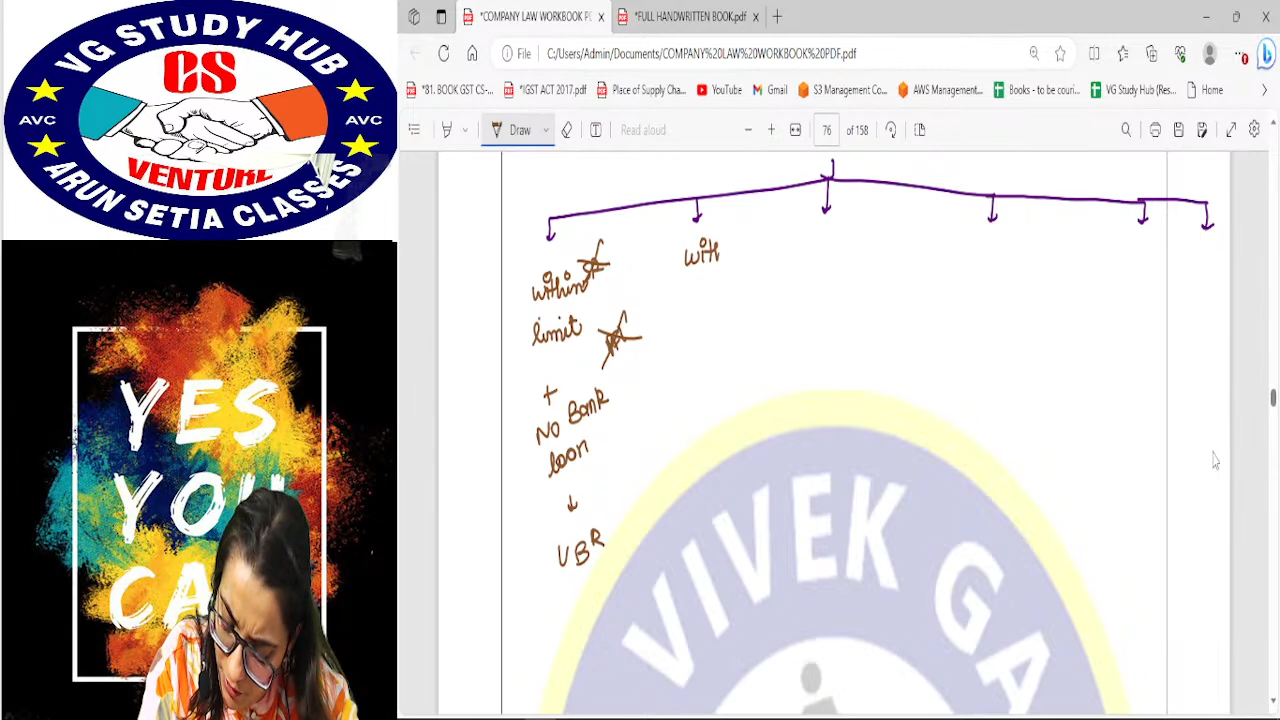 VG STUDY HUB
CS
AVC
AVC
VENTURE
ARUN SETIA CLASSES
YES
YOU
CA
*COMPANY LAW WORKBOOK P
*FULL HANDWRITTEN BOOK.pdf
File C:/Users/Admin/Documents/COMPANY%20LAW%20WORKBOOK%20PDF.pdf
*81. BOOK GST CS-... *IGST ACT 2017.pdf Place of Supply Cha... YouTube Gmail S3 Management Co... AWS Management... Books - to be couri... VG Study Hub (Res... Home
Draw Read aloud 76 of 158
within
limit
+
No Bank
loan
UBR
with
VIVEK GA